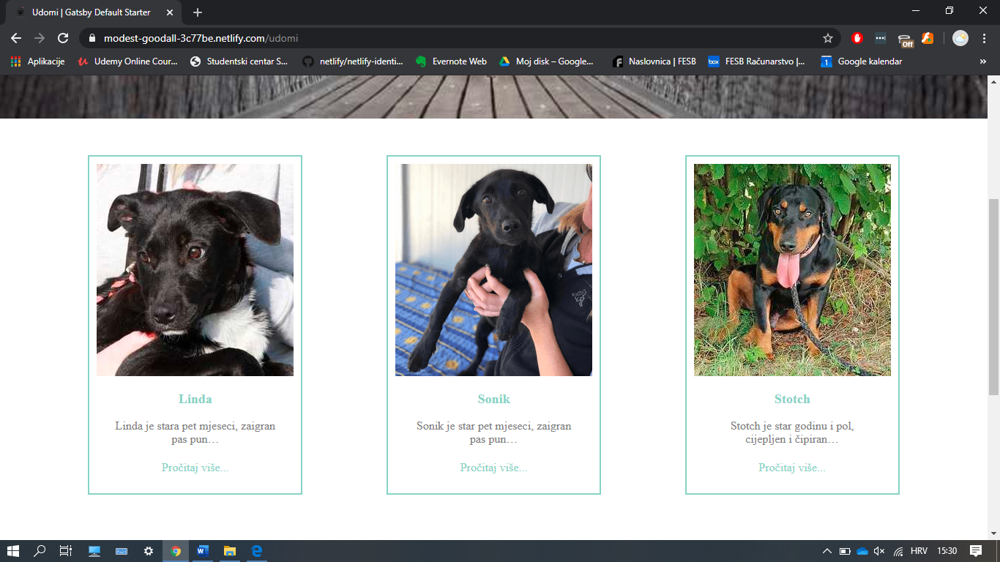 Udomi | Gatsby Default Starter
modest-goodall-3c77be.netlify.com/udomi
Off
Aplikacije
Udemy Online Cour...
Studentski centar S...
netlify/netlify-identi...
Evernote Web
Moj disk – Google...
Naslovnica | FESB
box
FESB Računarstvo |...
1
Google kalendar
»
Linda
Linda je stara pet mjeseci, zaigran
pas pun…
Pročitaj više...
Sonik
Sonik je star pet mjeseci, zaigran
pas pun…
Pročitaj više...
Stotch
Stotch je star godinu i pol,
cijepljen i čipiran…
Pročitaj više...
HRV
15:30